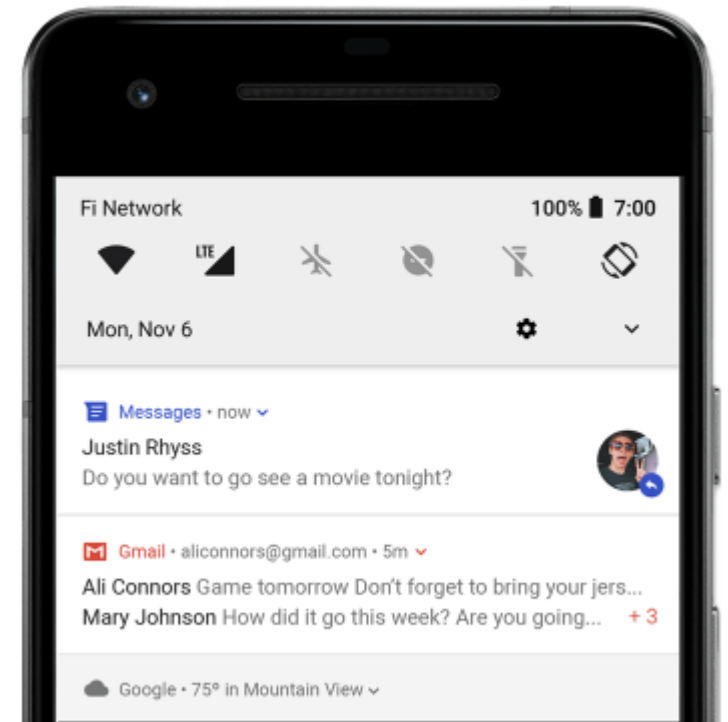 Fi Network 100% 7:00
LTE
Mon, Nov 6
Messages • now
Justin Rhyss
Do you want to go see a movie tonight?
Gmail • aliconnors@gmail.com • 5m
Ali Connors Game tomorrow Don’t forget to bring your jers...
Mary Johnson How did it go this week? Are you going... + 3
Google • 75º in Mountain View